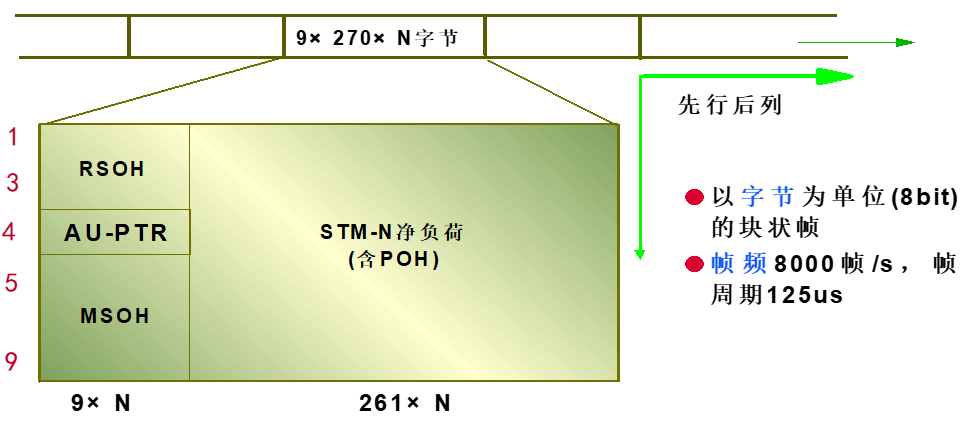 9× 270× N字节
先行后列
1
RSOH
3
4
AU-PTR
STM-N净负荷
(含POH)
5
MSOH
9
9× N
261× N
以字节为单位(8bit)
的块状帧
帧频8000帧/s，帧
周期125us